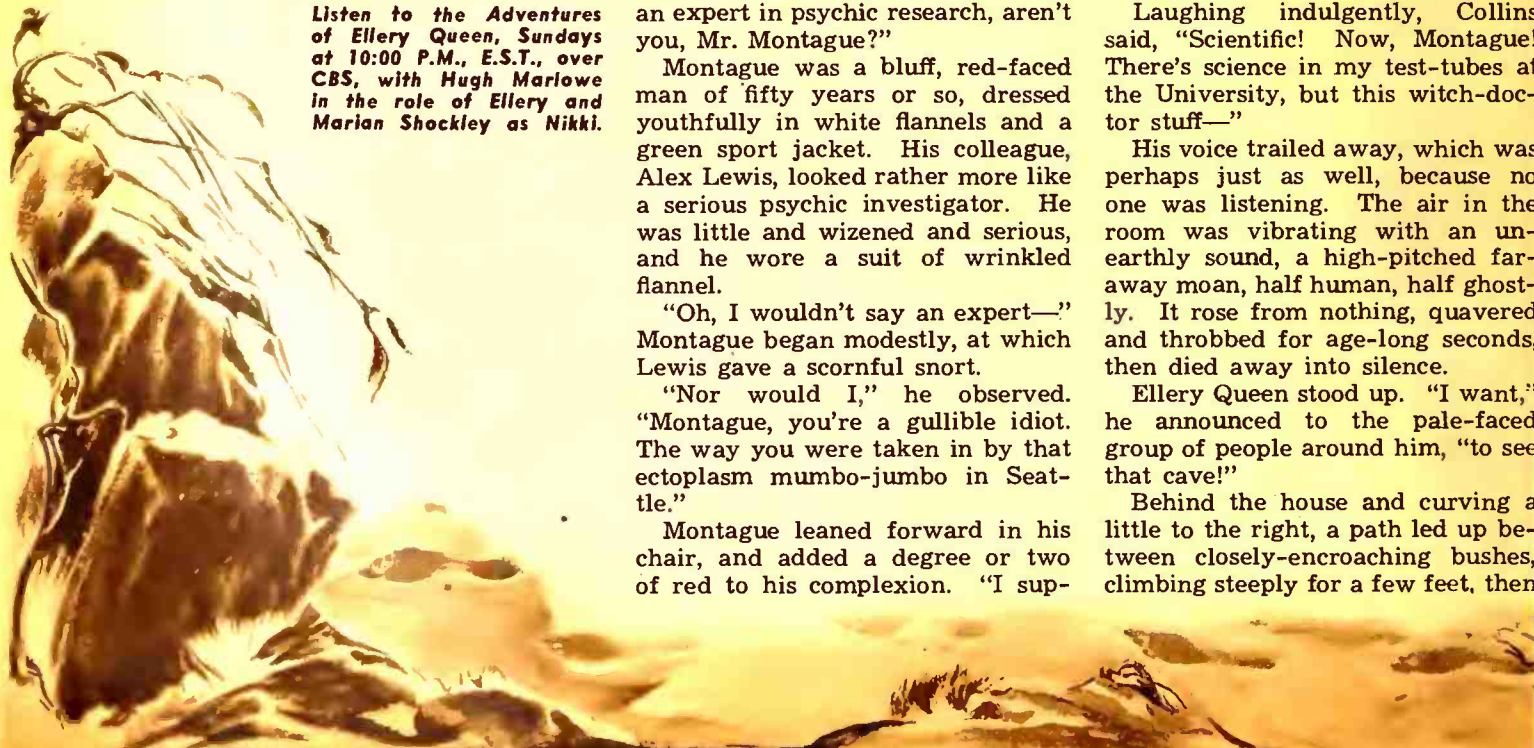 Listen to the Adventures
of Ellery Queen, Sundays
at 10:00 P.M., E.S.T., over
CBS, with Hugh Marlowe
in the role of Ellery and
Marian Shockley as Nikki.
an expert in psychic research, aren't
you, Mr. Montague?"
Montague was a bluff, red-faced
man of fifty years or so, dressed
youthfully in white flannels and a
green sport jacket. His colleague,
Alex Lewis, looked rather more like
a serious psychic investigator. He
was little and wizened and serious,
and he wore a suit of wrinkled
flannel.
"Oh, I wouldn't say an expert—"
Montague began modestly, at which
Lewis gave a scornful snort.
"Nor would I," he observed.
"Montague, you're a gullible idiot.
The way you were taken in by that
ectoplasm mumbo-jumbo in Seat-
tle."
Montague leaned forward in his
chair, and added a degree or two
of red to his complexion. "I sup-
Laughing indulgently, Collins
said, "Scientific! Now, Montague!
There's science in my test-tubes at
the University, but this witch-doc-
tor stuff—"
His voice trailed away, which was
perhaps just as well, because no
one was listening. The air in the
room was vibrating with an un-
earthly sound, a high-pitched far-
away moan, half human, half ghost-
ly. It rose from nothing, quavered
and throbbed for age-long seconds,
then died away into silence.
Ellery Queen stood up. "I want,"
he announced to the pale-faced
group of people around him, "to see
that cave!"
Behind the house and curving a
little to the right, a path led up be-
tween closely-encroaching bushes,
climbing steeply for a few feet, then